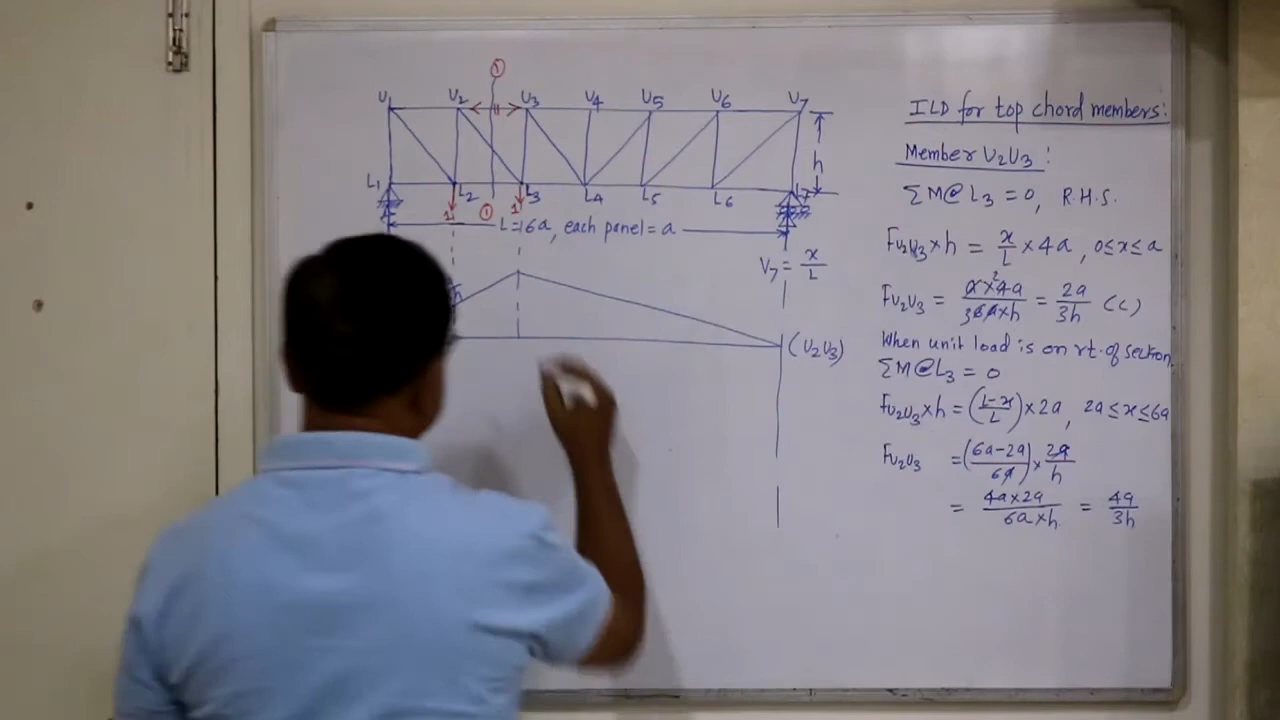 ①
U₁ U₂ U₃ U₄ U₅ U₆ U₇
h
L₁ L₂ L₃ L₄ L₅ L₆ L₇
1 ① 1
L=16a, each panel = a
V₇ = x/L
h
(U₂U₃)
ILD for top chord members:
Member U₂U₃:
ΣM@L₃ = 0, R.H.S.
Fu₂u₃×h = x/L × 4a, 0≤x≤a
Fu₂u₃ = a×4a/6a×h = 2a/3h (C)
When unit load is on rt. of section
ΣM@L₃ = 0
Fu₂u₃×h = (L-x/L)×2a, 2a≤x≤6a
Fu₂u₃ = (6a-2a)/6a × 2a/h
= 4a×2a/6a×h = 4a/3h